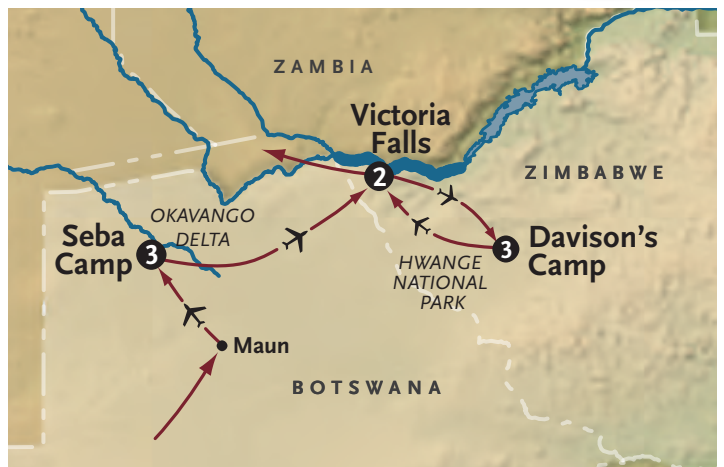 ZAMBIA
Victoria
Falls
2
ZIMBABWE
OKAVANGO
DELTA
Seba
Camp
3
3
Davison's
Camp
HWANGE
NATIONAL
PARK
Maun
BOTSWANA